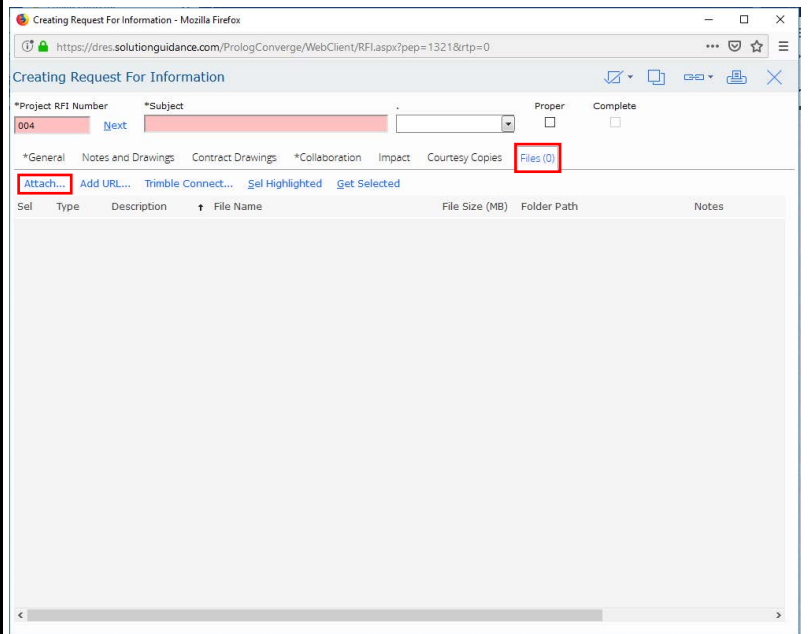 Creating Request For Information - Mozilla Firefox
https://dres.solutionguidance.com/PrologConverge/WebClient/RFI.aspx?pep=1321&rtp=0
Creating Request For Information
*Project RFI Number *Subject . Proper Complete
004 Next
*General Notes and Drawings Contract Drawings *Collaboration Impact Courtesy Copies Files (0)
Attach... Add URL... Trimble Connect... Sel Highlighted Get Selected
Sel Type Description File Name File Size (MB) Folder Path Notes